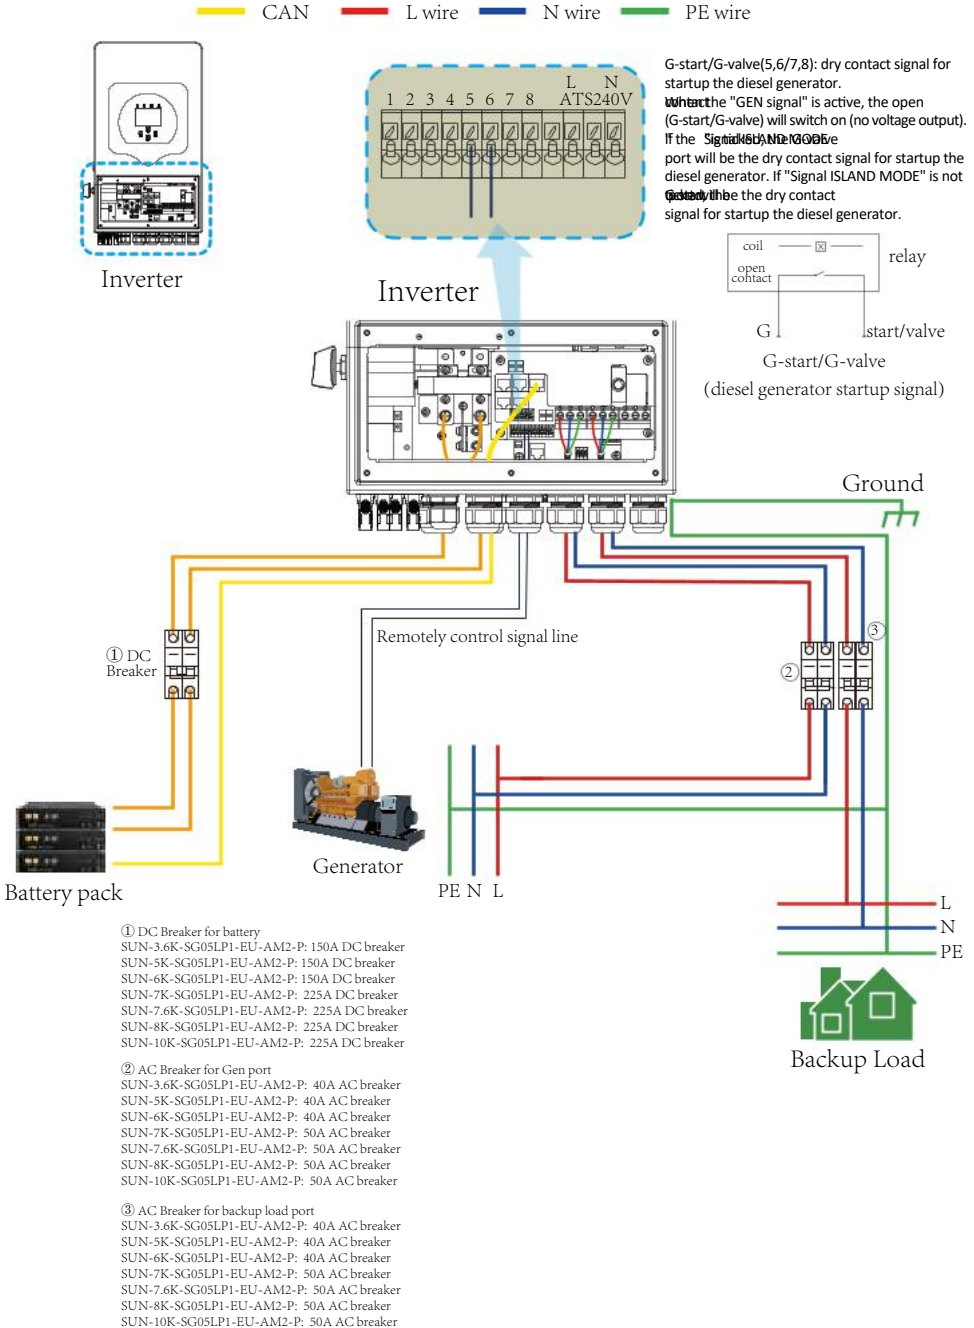 CAN L wire N wire PE wire
L N
1 2 3 4 5 6 7 8 ATS240V
G-start/G-valve(5,6/7,8): dry contact signal for
startup the diesel generator.
the "GEN signal" is active, the open
(G-start/G-valve) will switch on (no voltage output).
the
port will be the dry contact signal for startup the
diesel generator. If "Signal ISLAND MODE" is not
be the dry contact
signal for startup the diesel generator.
Inverter
coil
open
contact
relay
G start/valve
G-start/G-valve
(diesel generator startup signal)
Inverter
Ground
Remotely control signal line
① DC
Breaker
②
③
Generator
Battery pack
PE N L
L
N
PE
Backup Load
① DC Breaker for battery
SUN-3.6K-SG05LP1-EU-AM2-P: 150A DC breaker
SUN-5K-SG05LP1-EU-AM2-P: 150A DC breaker
SUN-6K-SG05LP1-EU-AM2-P: 150A DC breaker
SUN-7K-SG05LP1-EU-AM2-P: 225A DC breaker
SUN-7.6K-SG05LP1-EU-AM2-P: 225A DC breaker
SUN-8K-SG05LP1-EU-AM2-P: 225A DC breaker
SUN-10K-SG05LP1-EU-AM2-P: 225A DC breaker
② AC Breaker for Gen port
SUN-3.6K-SG05LP1-EU-AM2-P: 40A AC breaker
SUN-5K-SG05LP1-EU-AM2-P: 40A AC breaker
SUN-6K-SG05LP1-EU-AM2-P: 40A AC breaker
SUN-7K-SG05LP1-EU-AM2-P: 50A AC breaker
SUN-7.6K-SG05LP1-EU-AM2-P: 50A AC breaker
SUN-8K-SG05LP1-EU-AM2-P: 50A AC breaker
SUN-10K-SG05LP1-EU-AM2-P: 50A AC breaker
③ AC Breaker for backup load port
SUN-3.6K-SG05LP1-EU-AM2-P: 40A AC breaker
SUN-5K-SG05LP1-EU-AM2-P: 40A AC breaker
SUN-6K-SG05LP1-EU-AM2-P: 40A AC breaker
SUN-7K-SG05LP1-EU-AM2-P: 50A AC breaker
SUN-7.6K-SG05LP1-EU-AM2-P: 50A AC breaker
SUN-8K-SG05LP1-EU-AM2-P: 50A AC breaker
SUN-10K-SG05LP1-EU-AM2-P: 50A AC breaker